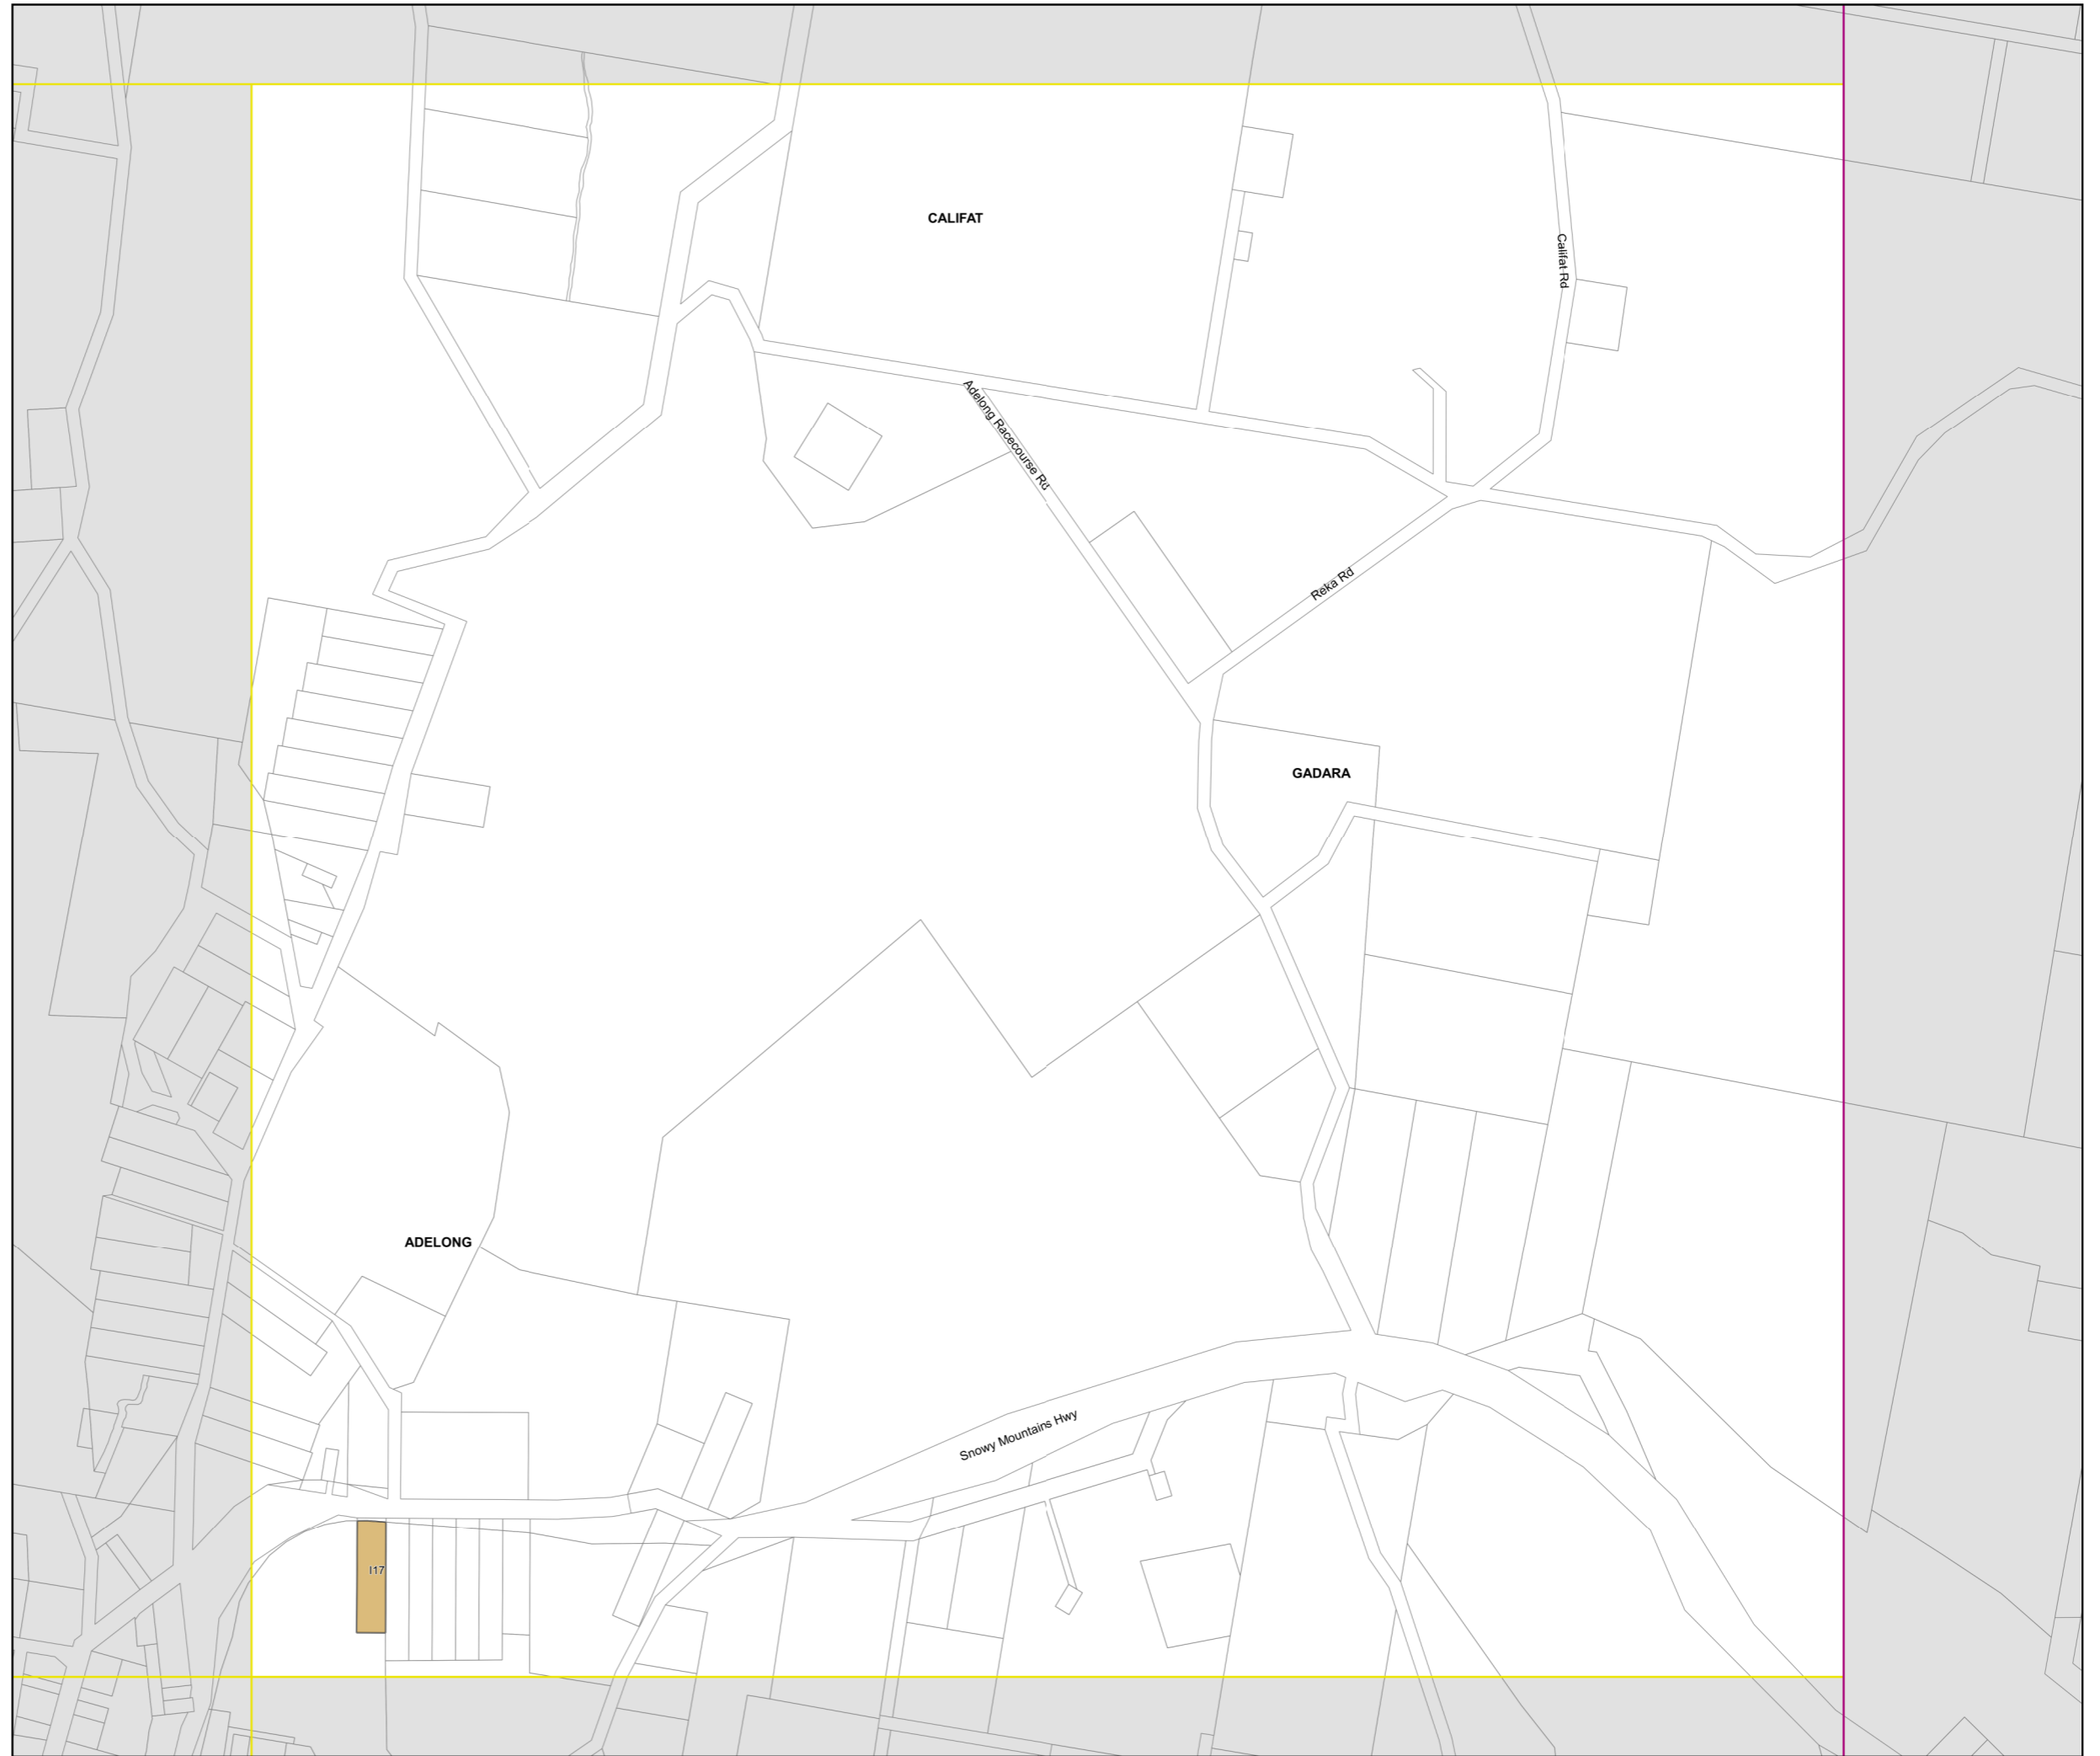 CALIFAT
Califat Rd
Adelong Racecourse Rd
Reka Rd
GADARA
ADELONG
Snowy Mountains Hwy
I17